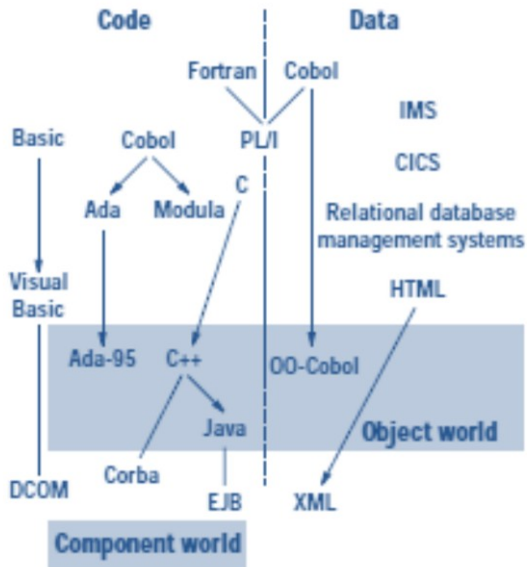 Code Data
Fortran Cobol
IMS
Basic Cobol PL/I
CICS
C
Ada Modula Relational database
management systems
Visual
Basic
HTML
Ada-95 C++ OO-Cobol
Java Object world
Corba
DCOM
EJB XML
Component world